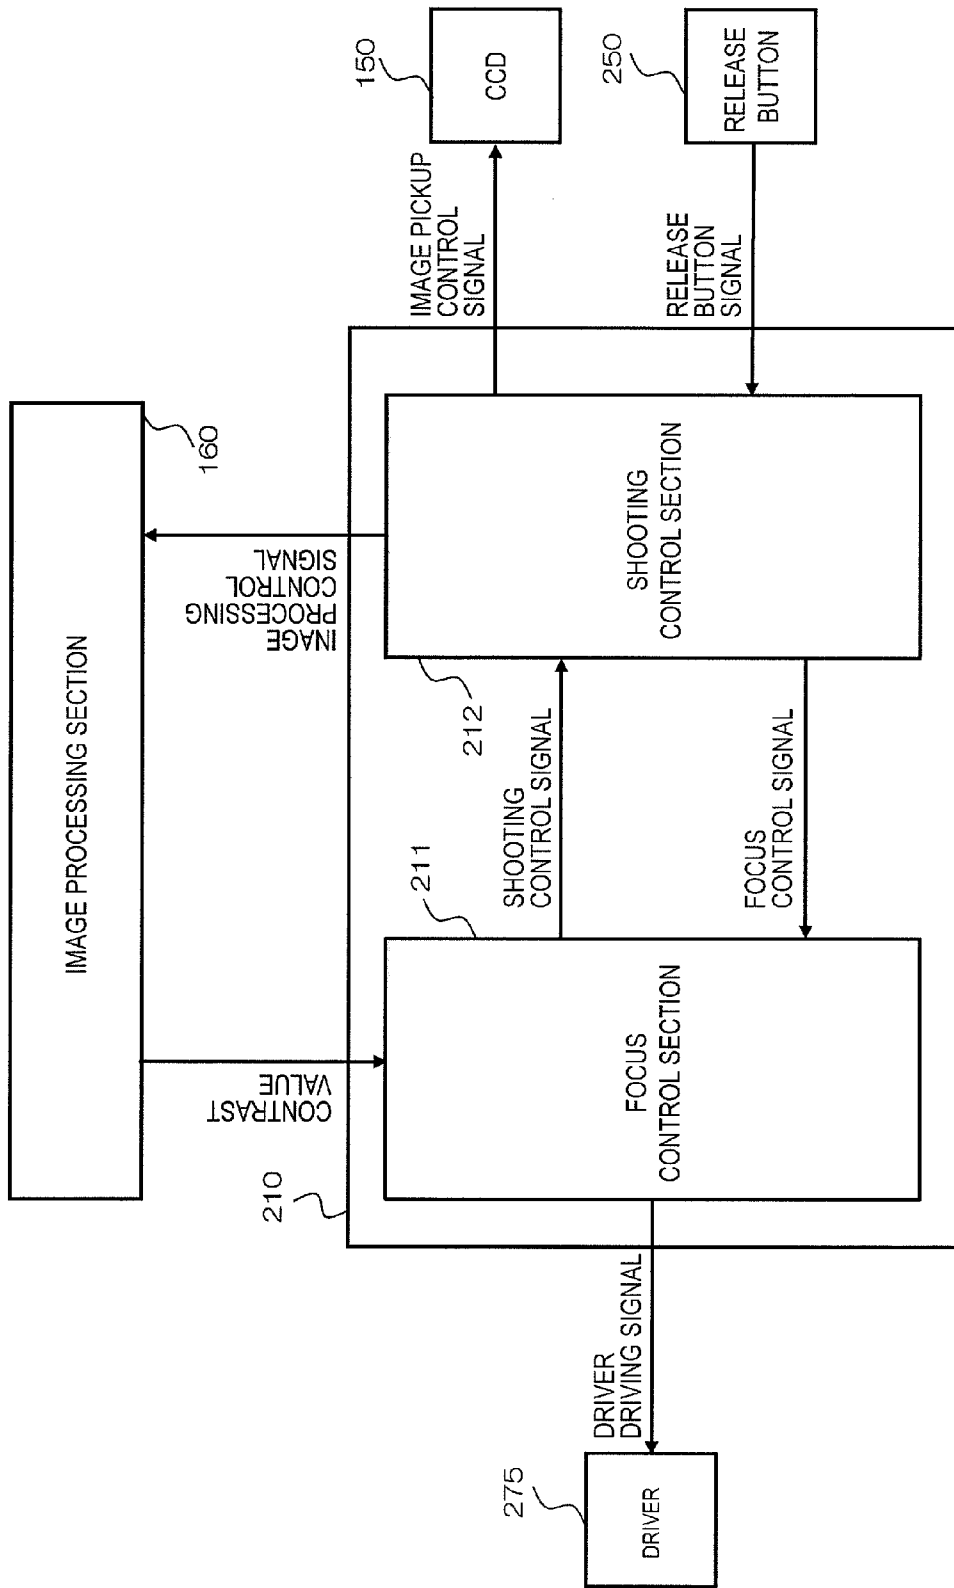 IMAGE PROCESSING SECTION
160
CONTRAST
VALUE
INAGE
PROCESSING
CONTROL
SIGNAL
210
211
212
FOCUS
CONTROL SECTION
SHOOTING
CONTROL SECTION
SHOOTING
CONTROL SIGNAL
FOCUS
CONTROL SIGNAL
DRIVER
DRIVING SIGNAL
275
DRIVER
IMAGE PICKUP
CONTROL
SIGNAL
150
CCD
RELEASE
BUTTON
SIGNAL
250
RELEASE
BUTTON